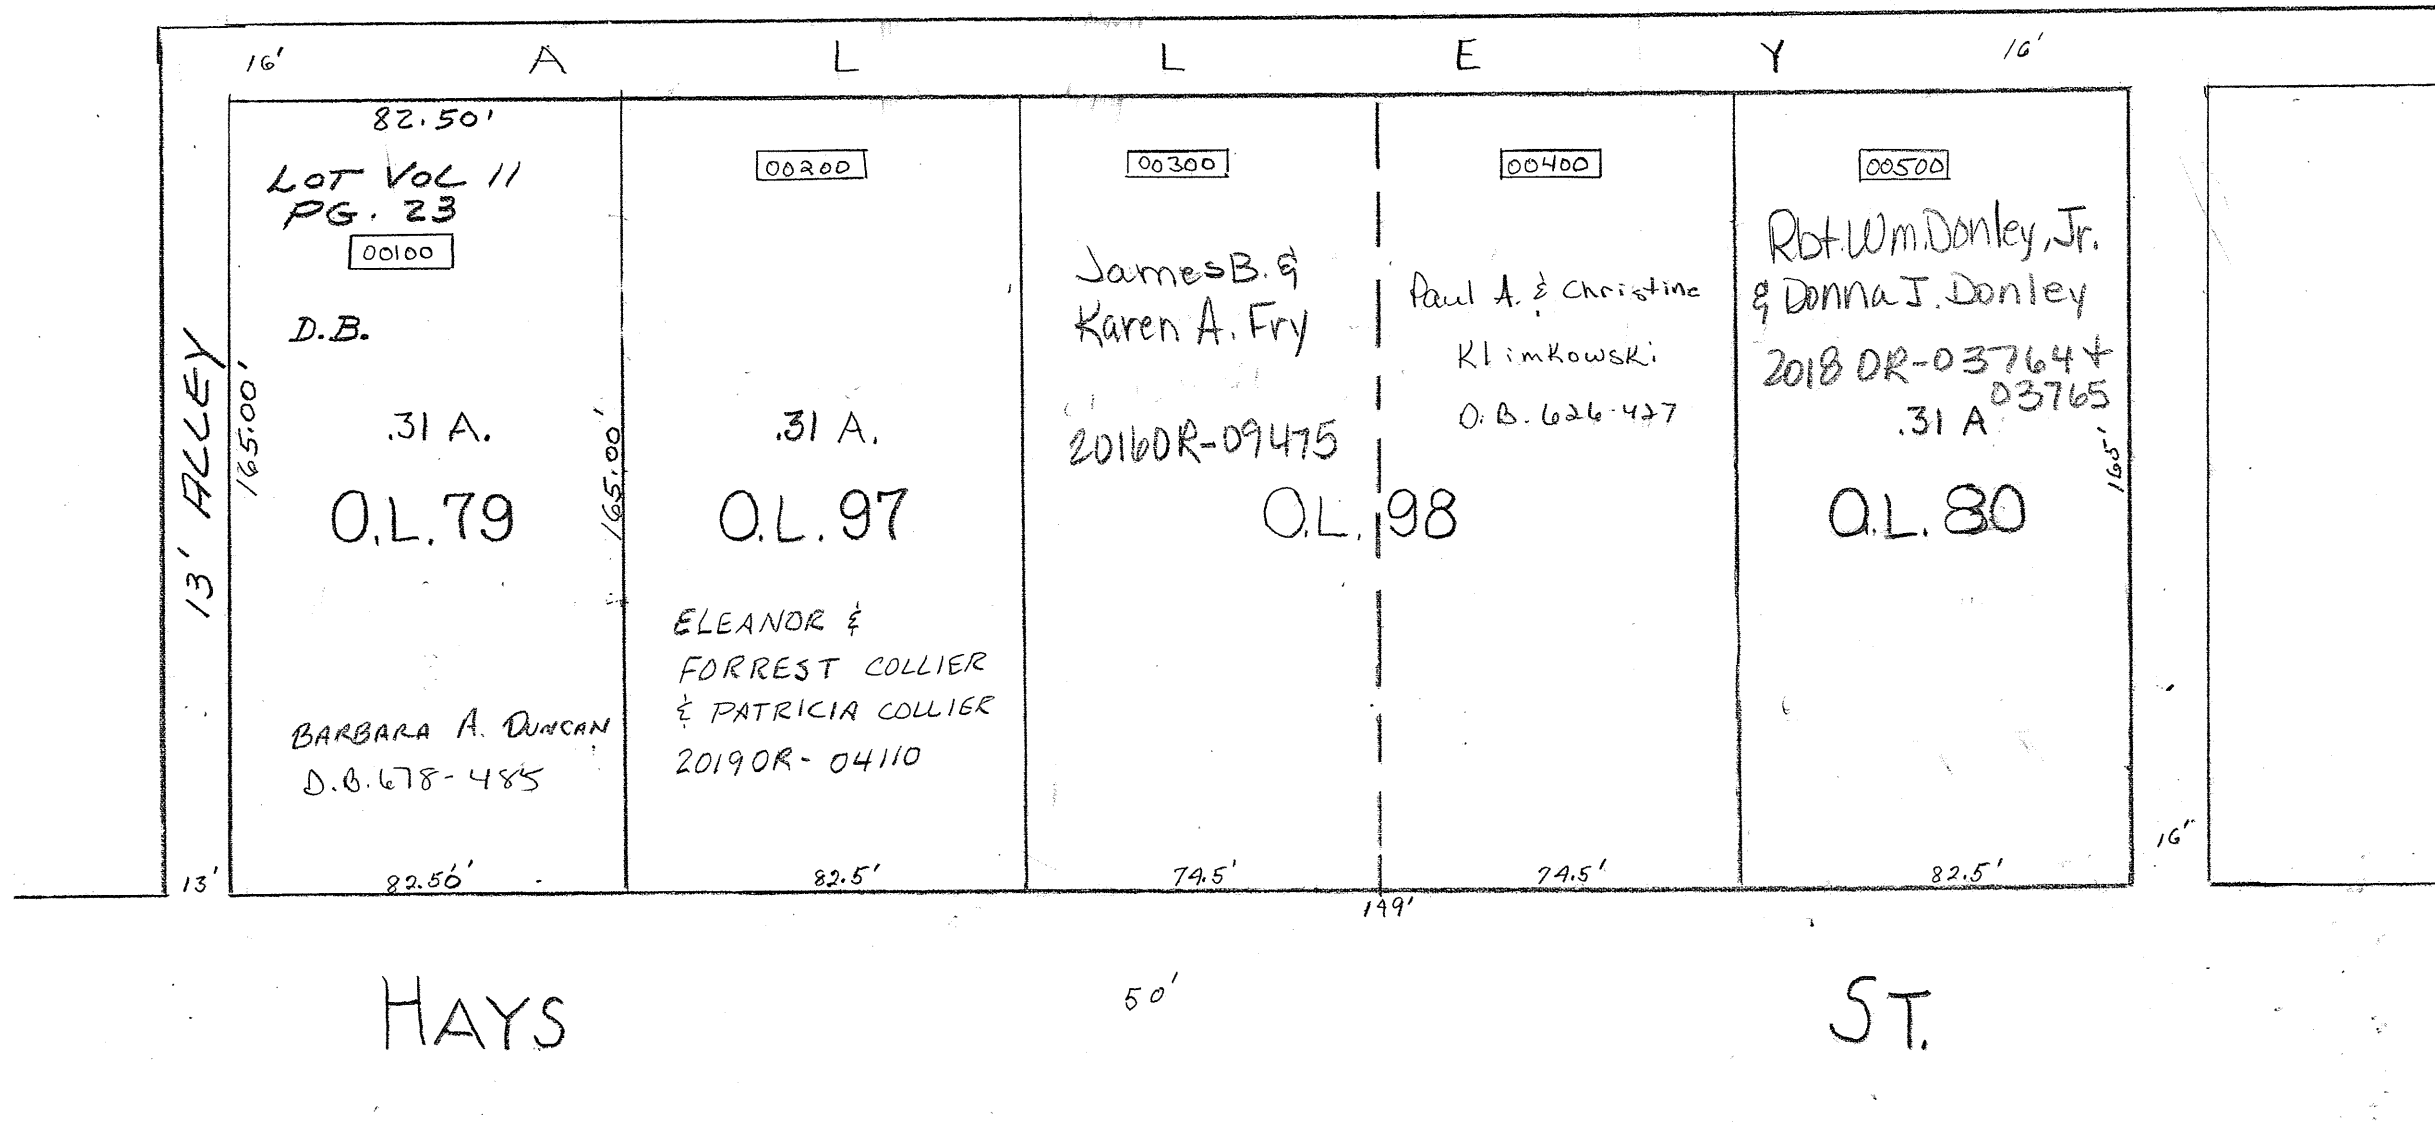 16' A L L E Y 16'
82.50'
LOT VOL 11
PG. 23
00100
D.B.
.31 A.
O.L. 79
BARBARA A. DUNCAN
D.B. 678-485
82.50'
13' ALLEY
165.00'
165.00'
13'
00200
.31 A.
O.L. 97
ELEANOR &
FORREST COLLIER
& PATRICIA COLLIER
2019OR- 04110
82.5'
00300
James B. &
Karen A. Fry
2016OR-09475
O.L. 98
74.5'
00400
Paul A. & Christine
Klimkowski
O.B. 626-427
74.5'
149'
00500
Rbt. Wm. Donley, Jr.
& Donna J. Donley
2018 OR-03764 +
03765
.31 A
O.L. 80
165'
82.5'
16'
HAYS 50' ST.